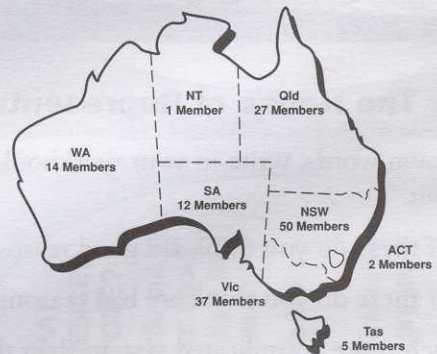 NT
1 Member
Qld
27 Members
WA
14 Members
SA
12 Members
NSW
50 Members
ACT
2 Members
Vic
37 Members
Tas
5 Members